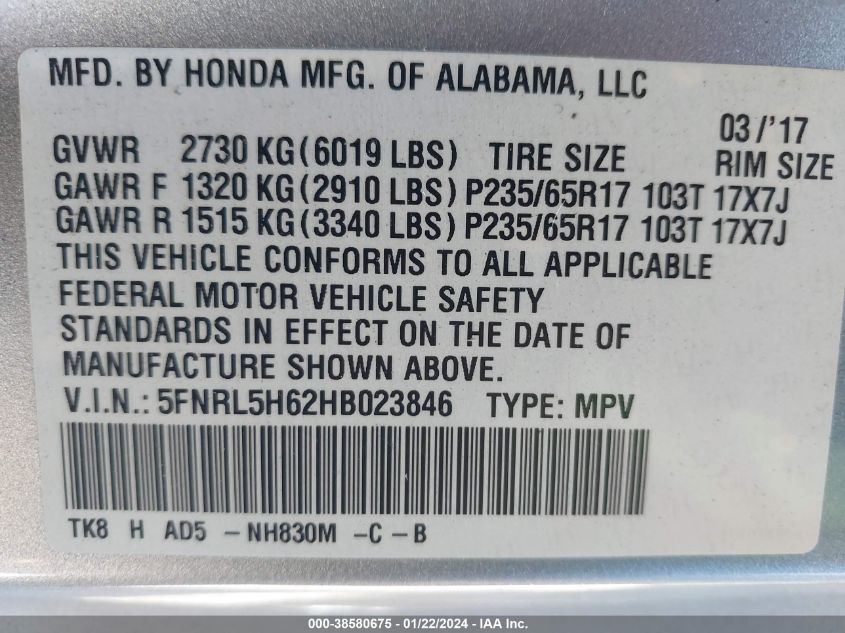 MFD. BY HONDA MFG. OF ALABAMA, LLC
03/'17
GVWR 2730 KG(6019 LBS) TIRE SIZE RIM SIZE
GAWR F 1320 KG(2910 LBS) P235/65R17 103T 17X7J
GAWR R 1515 KG(3340 LBS) P235/65R17 103T 17X7J
THIS VEHICLE CONFORMS TO ALL APPLICABLE
FEDERAL MOTOR VEHICLE SAFETY
STANDARDS IN EFFECT ON THE DATE OF
MANUFACTURE SHOWN ABOVE.
V.I.N.: 5FNRL5H62HB023846 TYPE: MPV
TK8 H AD5 -NH830M -C -B
000-38580675 - 01/22/2024 - IAA Inc.